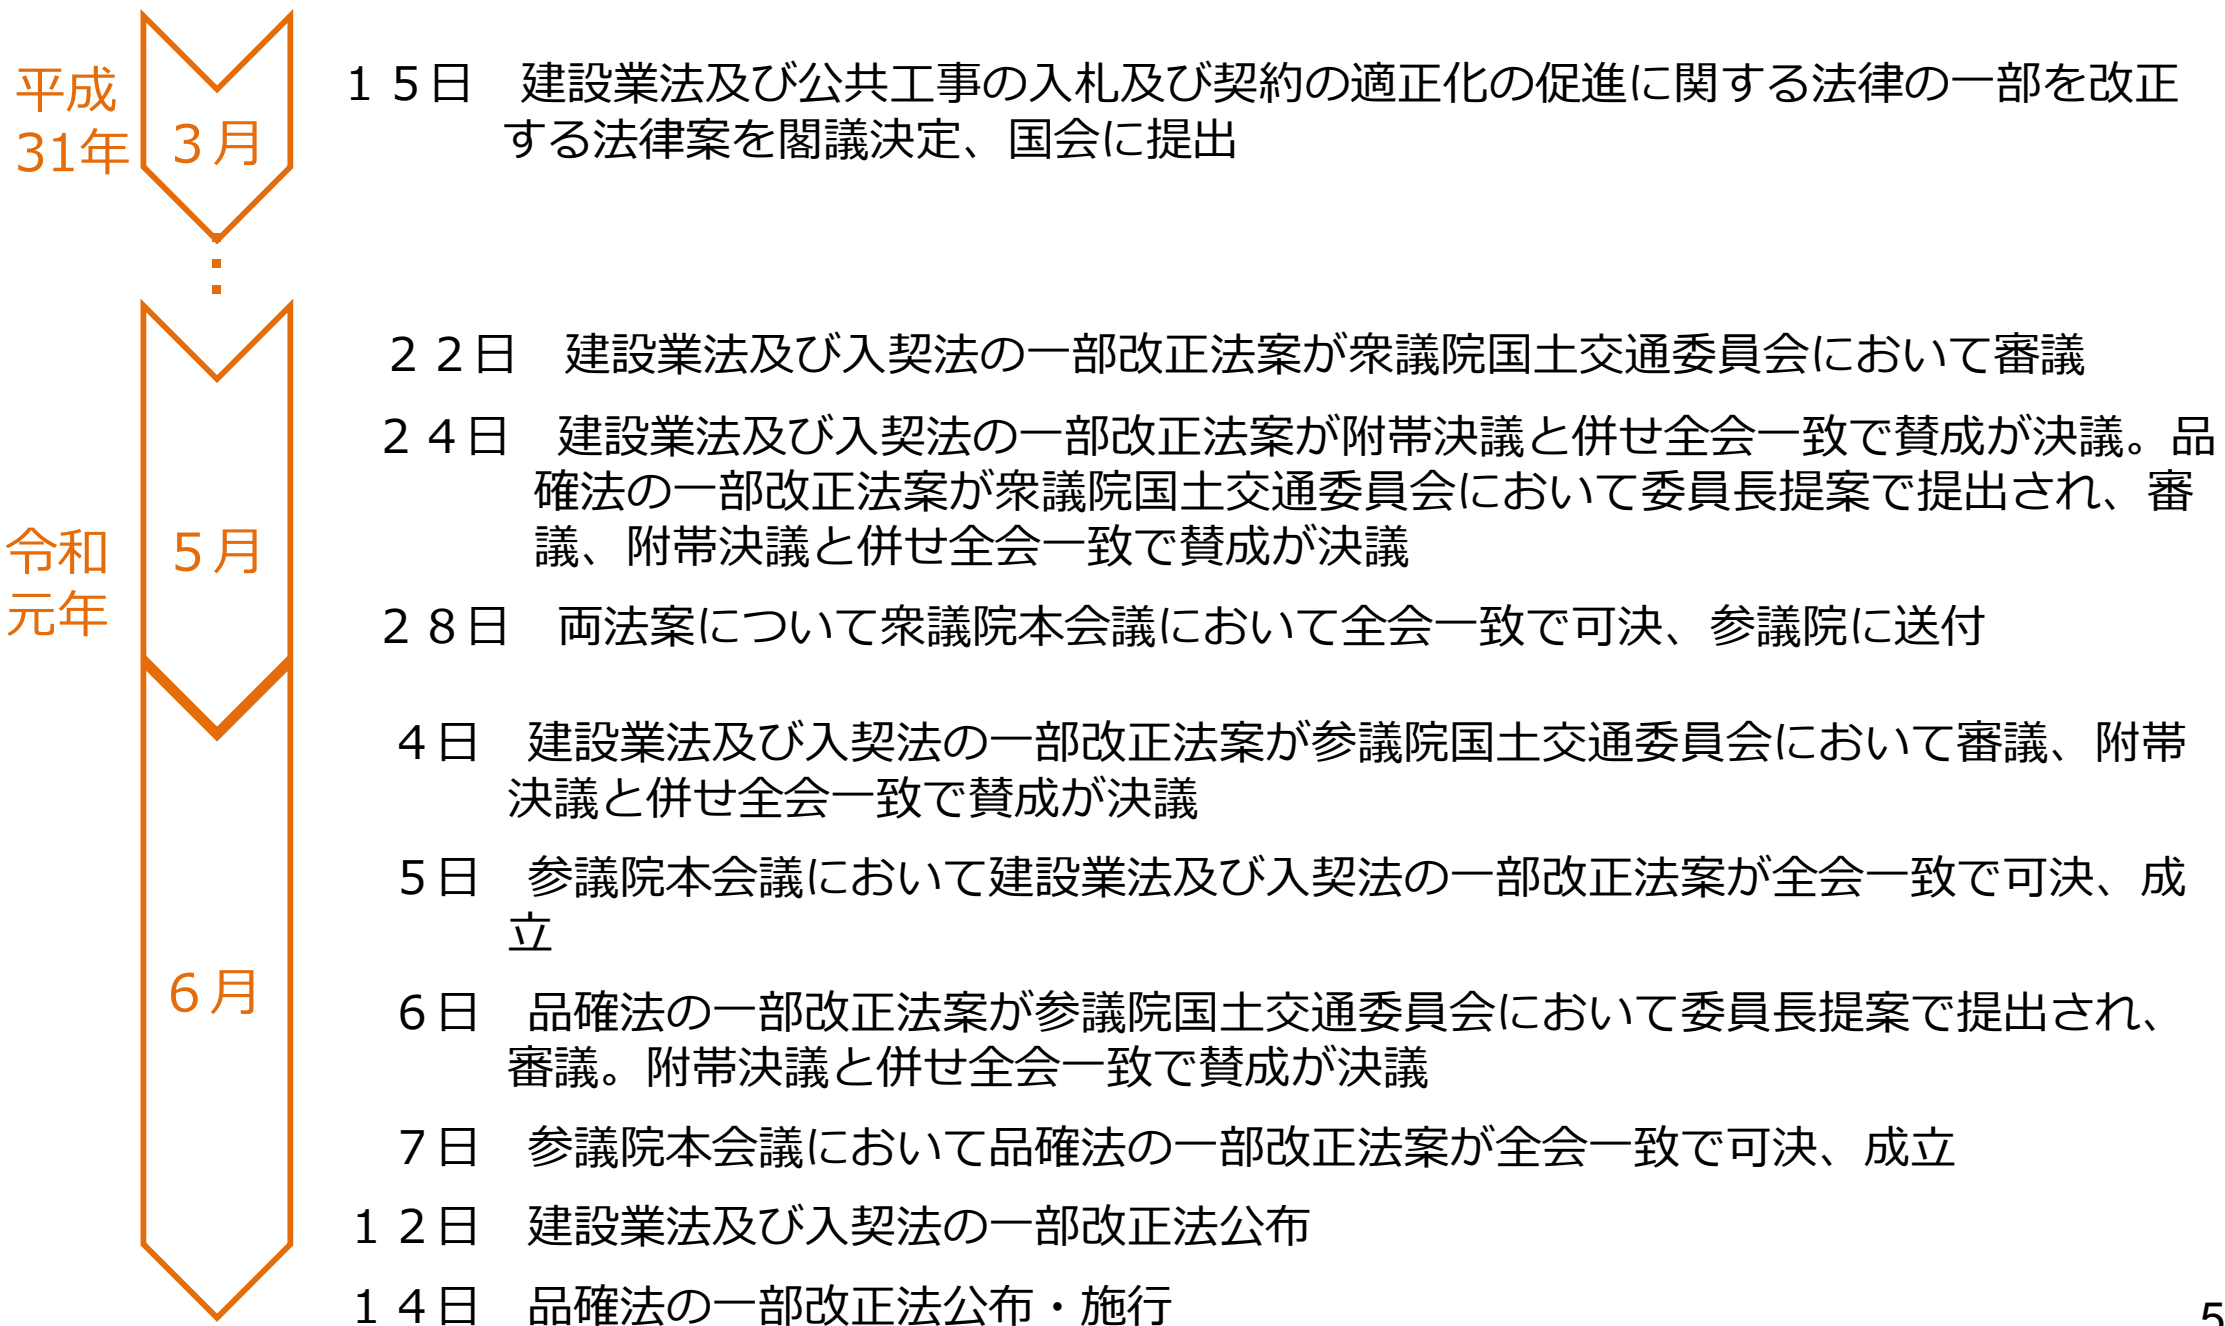 平成
31年
３月
１５日　建設業法及び公共工事の入札及び契約の適正化の促進に関する法律の一部を改正
する法律案を閣議決定、国会に提出
令和
元年
５月
２２日　建設業法及び入契法の一部改正法案が衆議院国土交通委員会において審議
２４日　建設業法及び入契法の一部改正法案が附帯決議と併せ全会一致で賛成が決議。品
確法の一部改正法案が衆議院国土交通委員会において委員長提案で提出され、審
議、附帯決議と併せ全会一致で賛成が決議
２８日　両法案について衆議院本会議において全会一致で可決、参議院に送付
６月
４日　建設業法及び入契法の一部改正法案が参議院国土交通委員会において審議、附帯
決議と併せ全会一致で賛成が決議
５日　参議院本会議において建設業法及び入契法の一部改正法案が全会一致で可決、成
立
６日　品確法の一部改正法案が参議院国土交通委員会において委員長提案で提出され、
審議。附帯決議と併せ全会一致で賛成が決議
７日　参議院本会議において品確法の一部改正法案が全会一致で可決、成立
１２日　建設業法及び入契法の一部改正法公布
１４日　品確法の一部改正法公布・施行
5